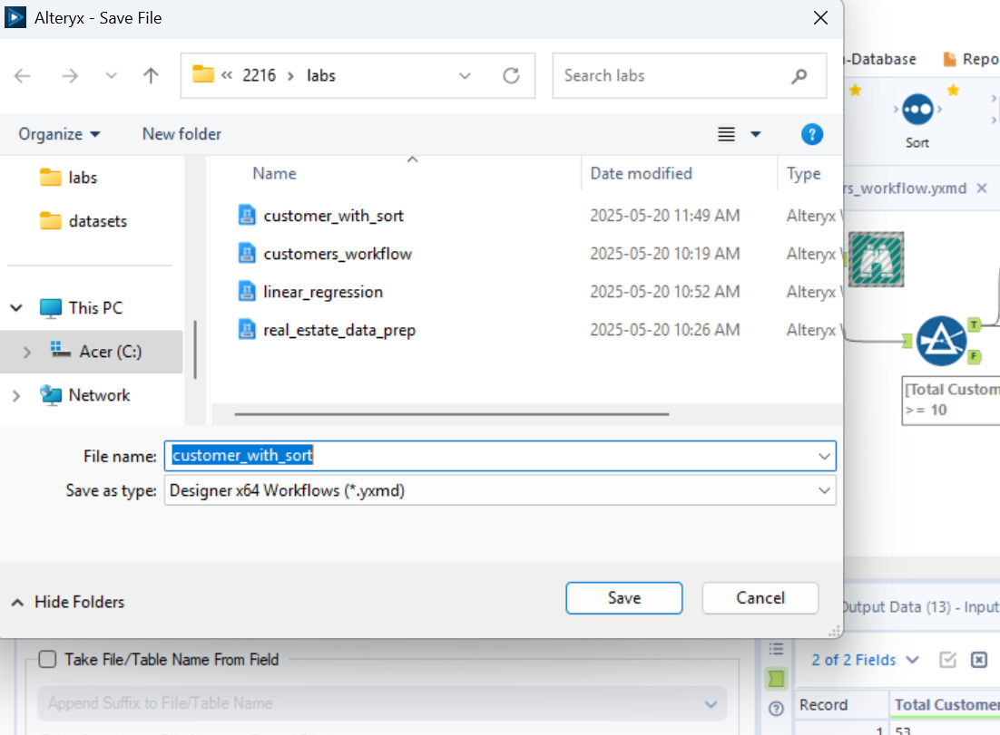 Alteryx - Save File
2216 labs
Search labs
-Database Repo
Organize New folder
Sort
labs
datasets
This PC
Acer (C:)
Network
Name Date modified Type
customer_with_sort 2025-05-20 11:49 AM Alteryx
customers_workflow 2025-05-20 10:19 AM Alteryx
linear_regression 2025-05-20 10:52 AM Alteryx
real_estate_data_prep 2025-05-20 10:26 AM Alteryx
rs_workflow.yxmd
T
F
[Total Custom
>= 10
File name: customer_with_sort
Save as type: Designer x64 Workflows (*.yxmd)
Hide Folders
Save Cancel
Output Data (13) - Input
Take File/Table Name From Field
Append Suffix to File/Table Name
2 of 2 Fields
Record Total Custome
1 53